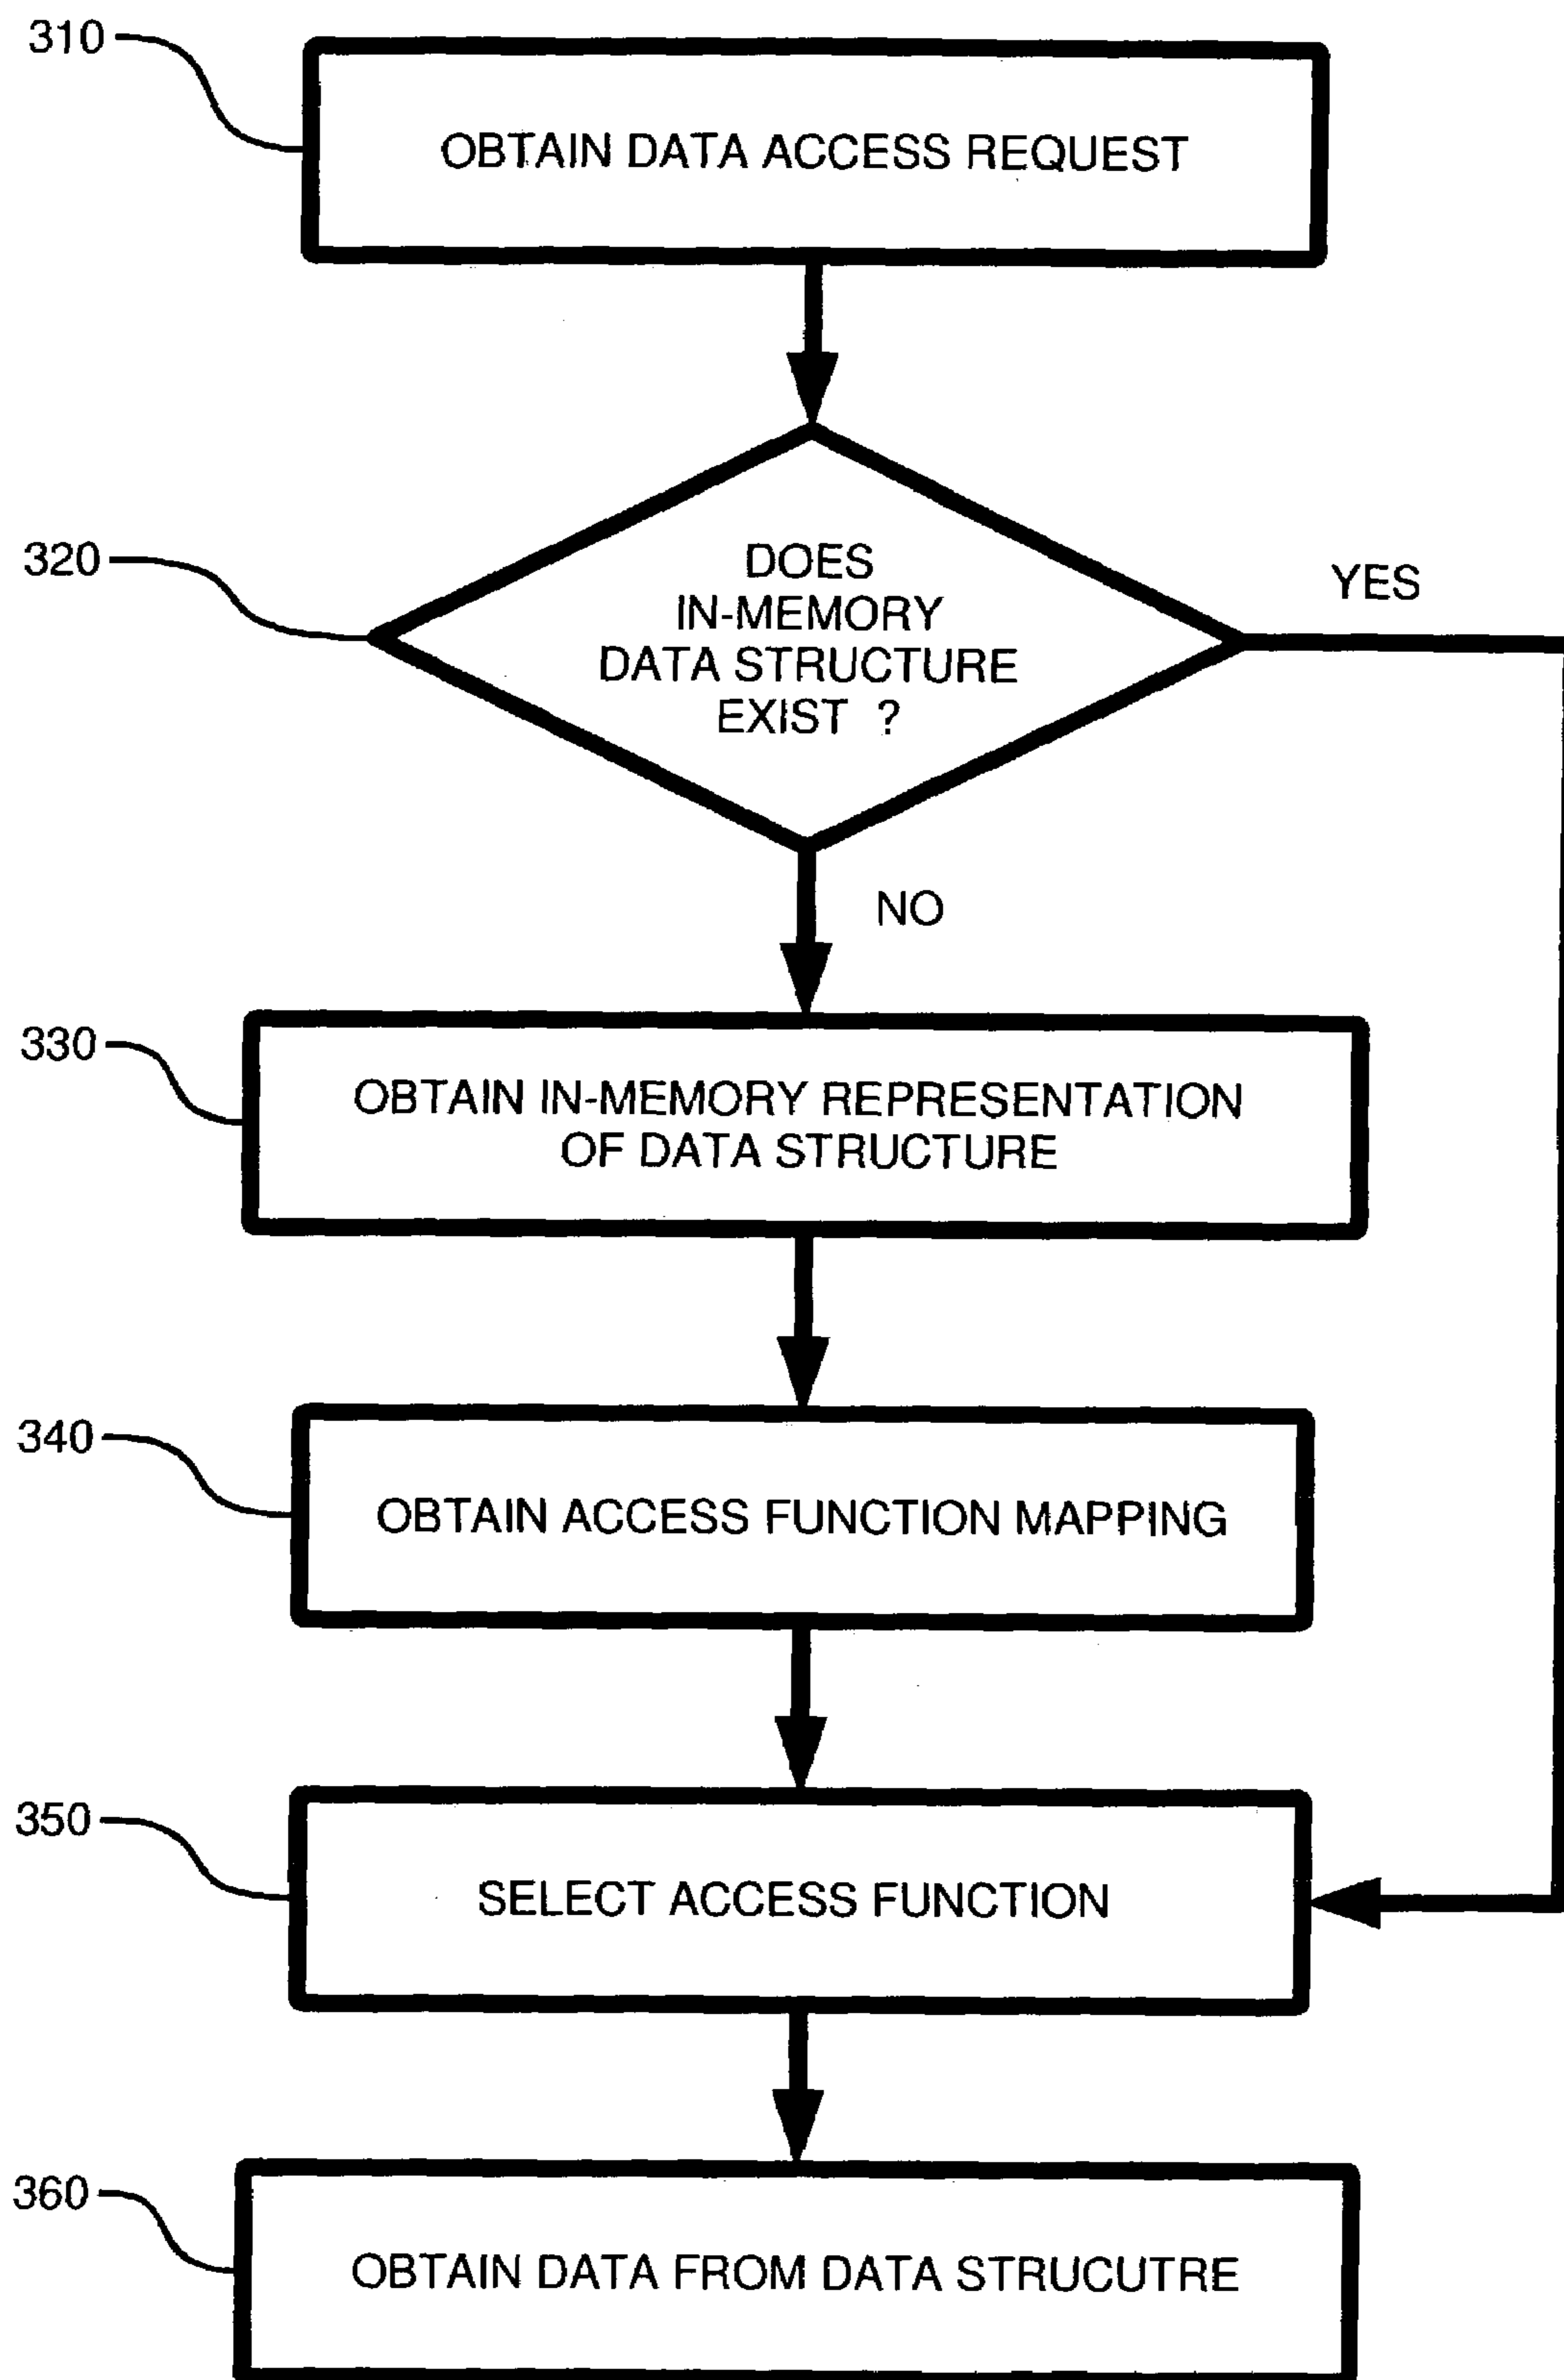 310
OBTAIN DATA ACCESS REQUEST
320
DOES
IN-MEMORY
DATA STRUCTURE
EXIST ?
YES
NO
330
OBTAIN IN-MEMORY REPRESENTATION
OF DATA STRUCTURE
340
OBTAIN ACCESS FUNCTION MAPPING
350
SELECT ACCESS FUNCTION
360
OBTAIN DATA FROM DATA STRUCUTRE